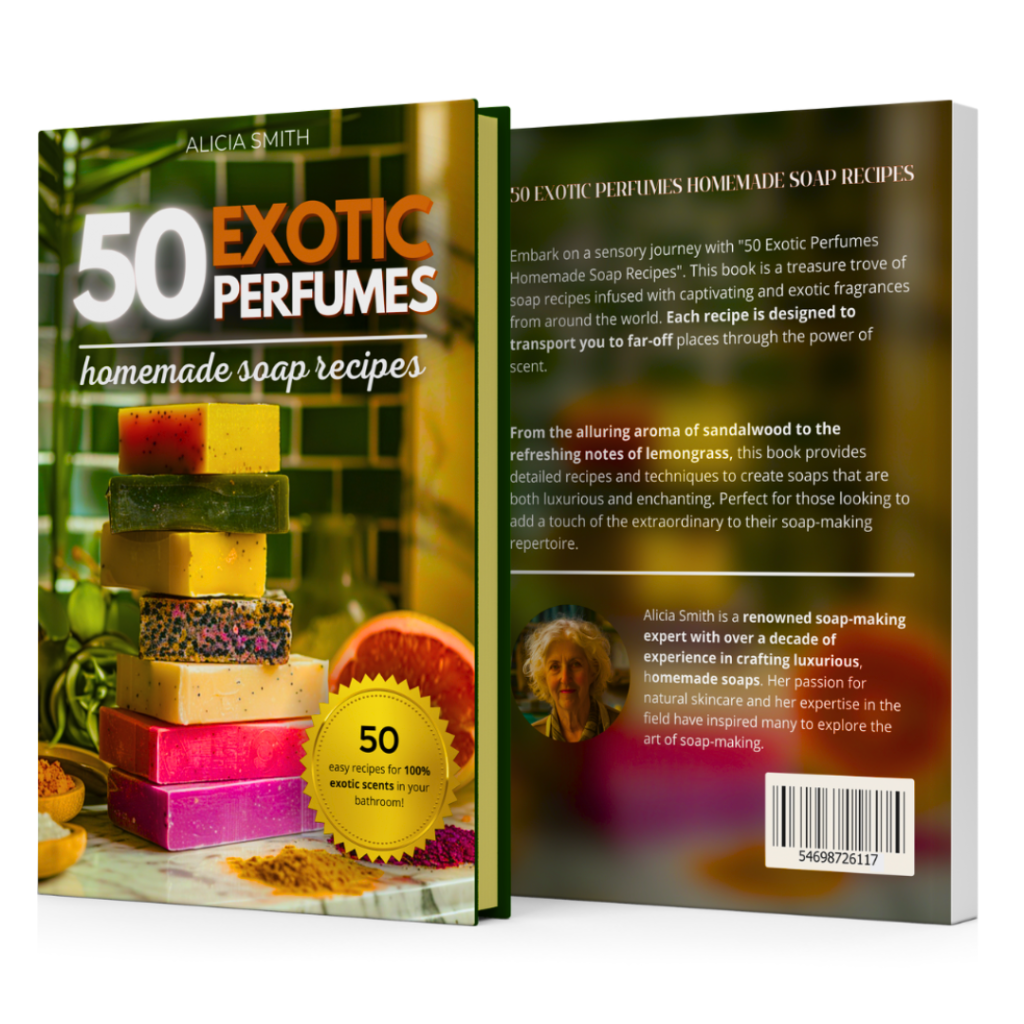 ALICIA SMITH
50 EXOTIC
PERFUMES
homemade soap recipes
50
easy recipes for 100%
exotic scents in your
bathroom!
50 EXOTIC PERFUMES HOMEMADE SOAP RECIPES
Embark on a sensory journey with "50 Exotic Perfumes
Homemade Soap Recipes". This book is a treasure trove of
soap recipes infused with captivating and exotic fragrances
from around the world. Each recipe is designed to
transport you to far-off places through the power of
scent.
From the alluring aroma of sandalwood to the
refreshing notes of lemongrass, this book provides
detailed recipes and techniques to create soaps that are
both luxurious and enchanting. Perfect for those looking to
add a touch of the extraordinary to their soap-making
repertoire.
Alicia Smith is a renowned soap-making
expert with over a decade of
experience in crafting luxurious,
homemade soaps. Her passion for
natural skincare and her expertise in the
field have inspired many to explore the
art of soap-making.
54698726117